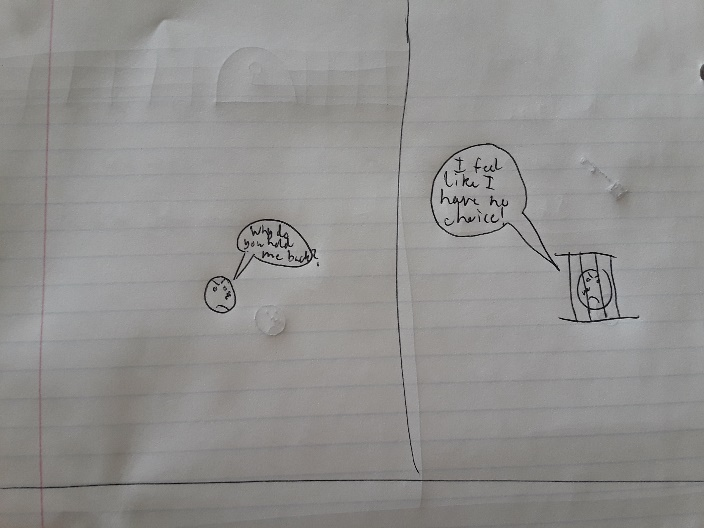 Why do
you hold
me back?
I feel
like I
have no
choice!